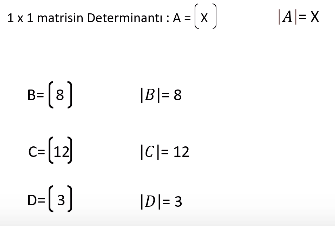 1 x 1 matrisin Determinantı : A = [x] |A|= X
B= [8] |B|= 8
C= [12] |C|= 12
D= [3] |D|= 3